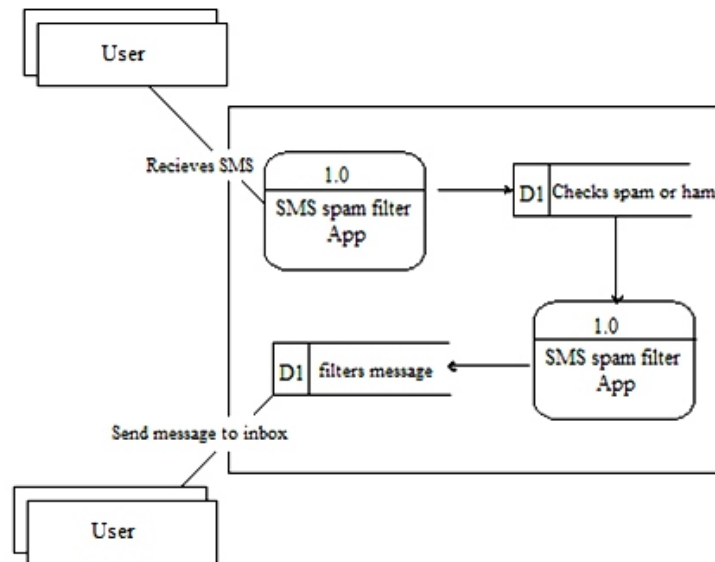 User
Recieves SMS
1.0
SMS spam filter
App
D1 Checks spam or ham
1.0
SMS spam filter
App
D1 filters message
Send message to inbox
User